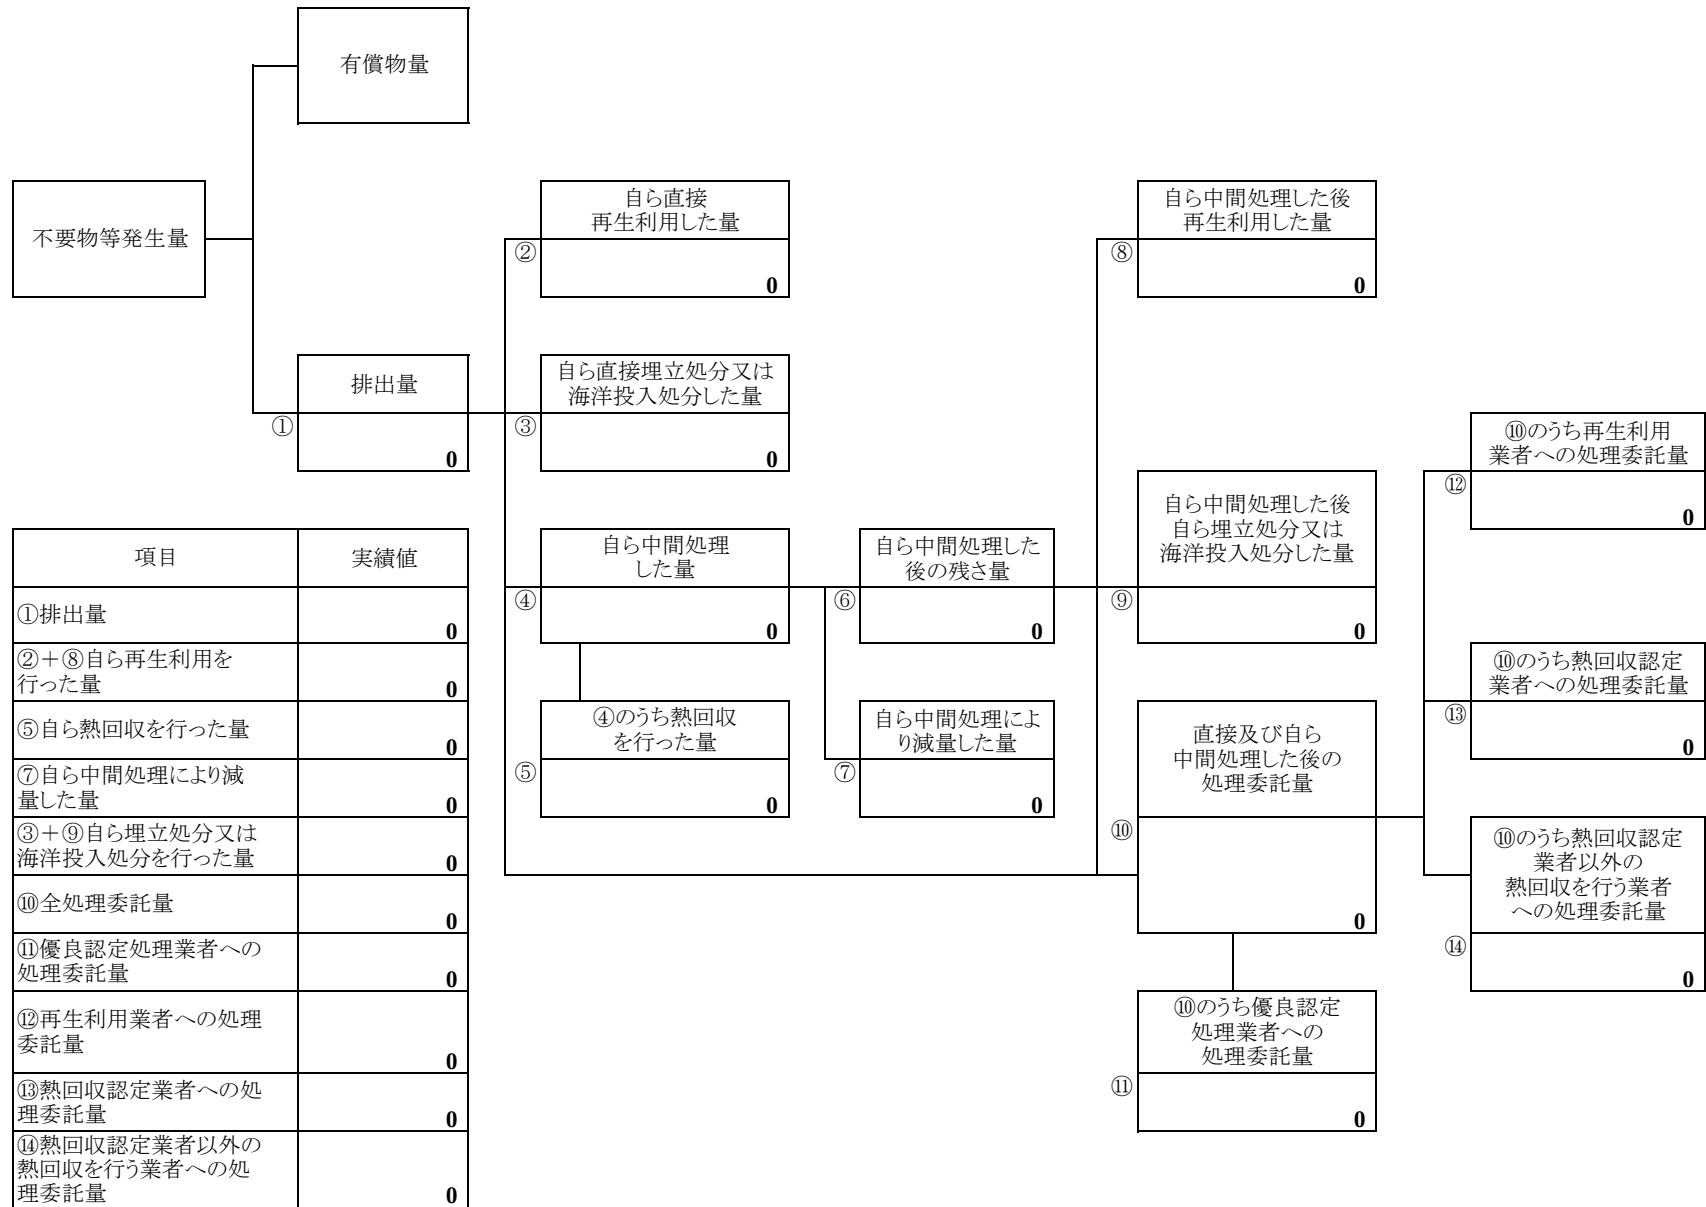 有償物量
不要物等発生量
自ら直接
再生利用した量
②
0
自ら中間処理した後
再生利用した量
⑧
0
排出量
①
0
自ら直接埋立処分又は
海洋投入処分した量
③
0
⑩のうち再生利用
業者への処理委託量
⑫
0
自ら中間処理した後
自ら埋立処分又は
海洋投入処分した量
⑨
0
自ら中間処理
した量
④
0
自ら中間処理した
後の残さ量
⑥
0
⑩のうち熱回収認定
業者への処理委託量
⑬
0
④のうち熱回収
を行った量
⑤
0
自ら中間処理によ
り減量した量
⑦
0
直接及び自ら
中間処理した後の
処理委託量
⑩
0
⑩のうち熱回収認定
業者以外の
熱回収を行う業者
への処理委託量
⑭
0
⑩のうち優良認定
処理業者への
処理委託量
⑪
0
項目 実績値
①排出量
0
②+⑧自ら再生利用を
行った量
0
⑤自ら熱回収を行った量
0
⑦自ら中間処理により減
量した量
0
③+⑨自ら埋立処分又は
海洋投入処分を行った量
0
⑩全処理委託量
0
⑪優良認定処理業者への
処理委託量
0
⑫再生利用業者への処理
委託量
0
⑬熱回収認定業者への処
理委託量
0
⑭熱回収認定業者以外の
熱回収を行う業者への処
理委託量
0